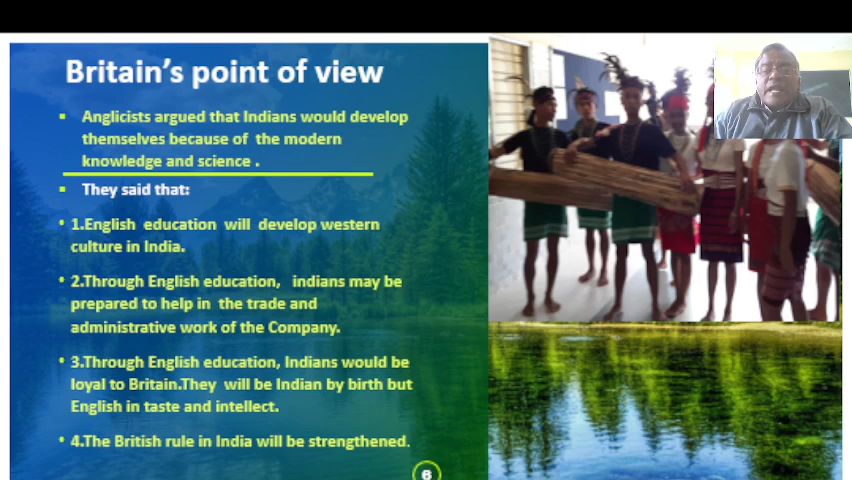 Britain's point of view
▪ Anglicists argued that Indians would develop
themselves because of the modern
knowledge and science .
▪ They said that:
• 1.English education will develop western
culture in India.
• 2.Through English education, indians may be
prepared to help in the trade and
administrative work of the Company.
• 3.Through English education, Indians would be
loyal to Britain.They will be Indian by birth but
English in taste and intellect.
• 4.The British rule in India will be strengthened.
6